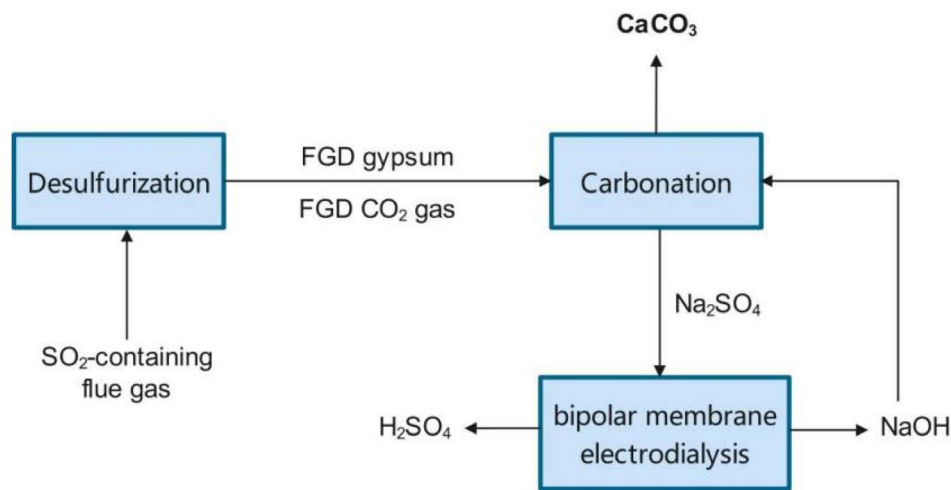 CaCO₃
Desulfurization
FGD gypsum
FGD CO₂ gas
Carbonation
Na₂SO₄
SO₂-containing
flue gas
H₂SO₄
bipolar membrane
electrodialysis
NaOH